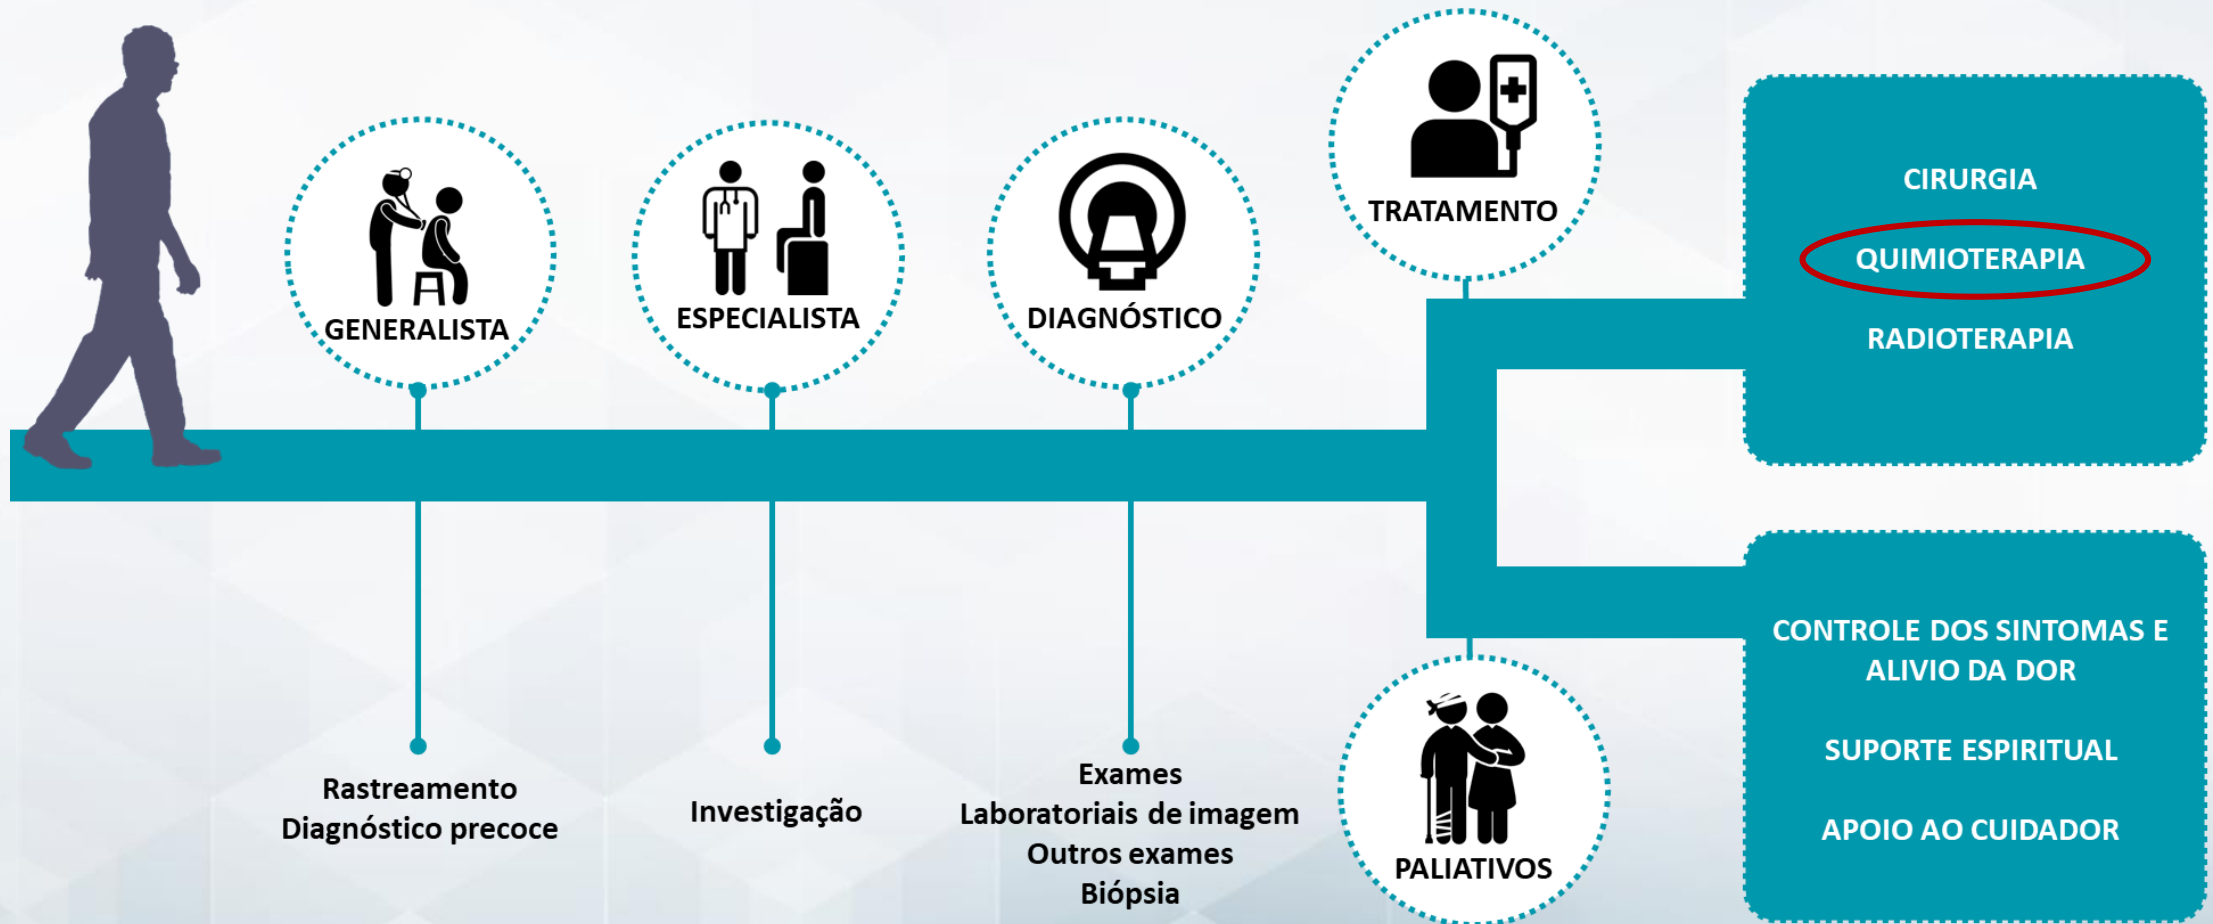 GENERALISTA
Rastreamento
Diagnóstico precoce
ESPECIALISTA
Investigação
DIAGNÓSTICO
Exames
Laboratoriais de imagem
Outros exames
Biópsia
TRATAMENTO
CIRURGIA
QUIMIOTERAPIA
RADIOTERAPIA
PALIATIVOS
CONTROLE DOS SINTOMAS E
ALIVIO DA DOR
SUPORTE ESPIRITUAL
APOIO AO CUIDADOR